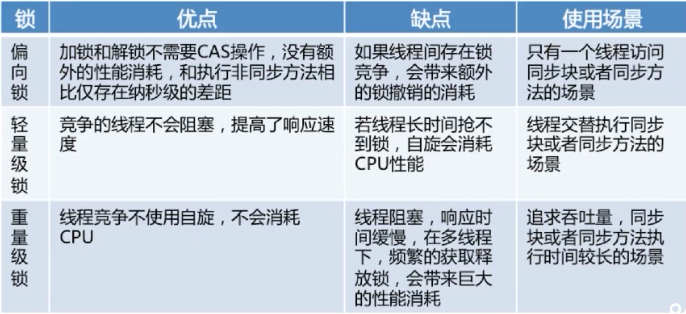 锁 优点 缺点 使用场景
偏 加锁和解锁不需要CAS操作，没有额 如果线程间存在锁 只有一个线程访问
向 外的性能消耗，和执行非同步方法相 竞争，会带来额外 同步块或者同步方
锁 比仅存在纳秒级的差距 的锁撤销的消耗 法的场景
轻 竞争的线程不会阻塞，提高了响应速 若线程长时间抢不 线程交替执行同步
量 度 到锁，自旋会消耗 块或者同步方法的
级 CPU性能 场景
锁
重 线程竞争不使用自旋，不会消耗 线程阻塞，响应时 追求吞吐量，同步
量 CPU 间缓慢，在多线程 块或者同步方法执
级 下，频繁的获取释 行时间较长的场景
锁 放锁，会带来巨大
的性能消耗